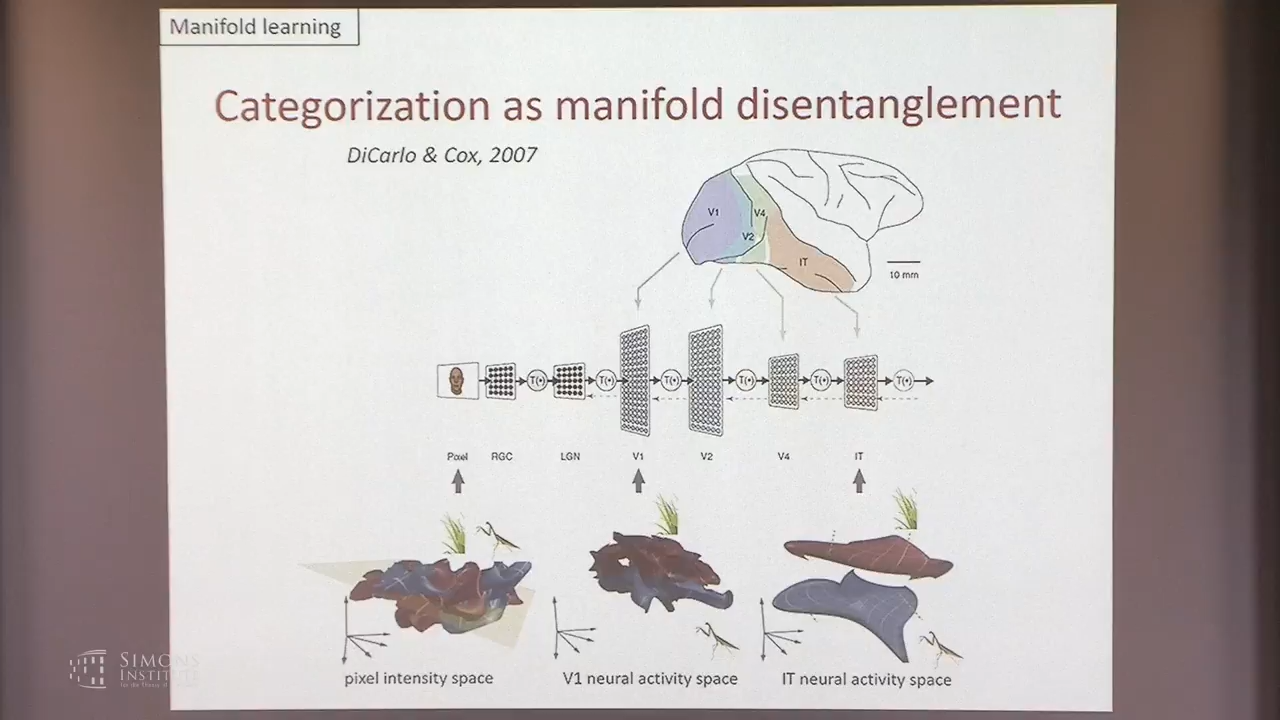 Manifold learning
Categorization as manifold disentanglement
DiCarlo & Cox, 2007
V1
V4
V2
IT
10 mm
T(•) T(•) T(•) T(•) T(•) T(•)
Pixel RGC LGN V1 V2 V4 IT
pixel intensity space V1 neural activity space IT neural activity space
SIMONS
INSTITUTE